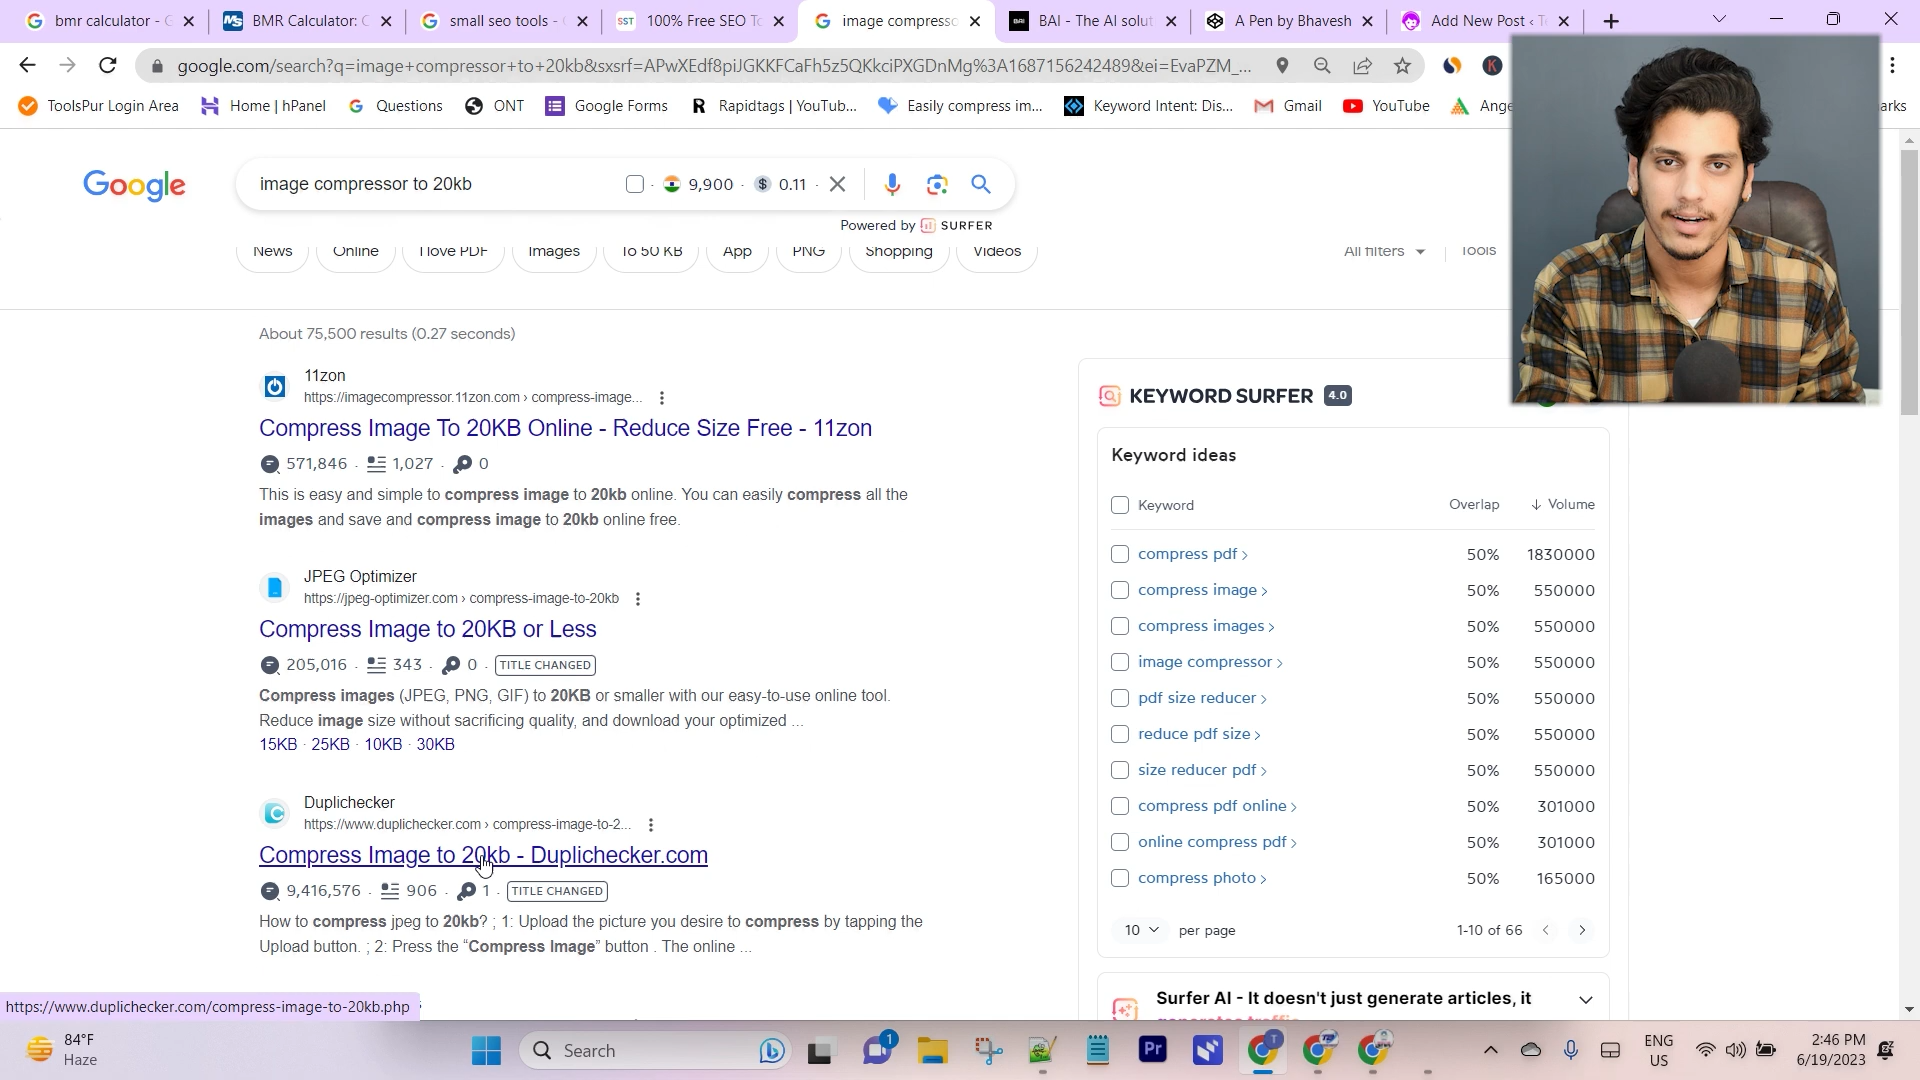 bmr calculator - G
BMR Calculator: C
small seo tools - G
100% Free SEO To
image compresso
BAI - The AI solut
A Pen by Bhavesh
Add New Post ‹ T
google.com/search?q=image+compressor+to+20kb&sxsrf=APwXEdf8piJGKKFCaFh5z5QKkciPXGDnMg%3A1687156242489&ei=EvaPZM_...
ToolsPur Login Area
Home | hPanel
Questions
ONT
Google Forms
Rapidtags | YouTub...
Easily compress im...
Keyword Intent: Dis...
Gmail
YouTube
Ange
arks
Google
image compressor to 20kb
9,900 · $ 0.11 ·
Powered by SURFER
News
Online
I love PDF
Images
To 50 KB
App
PNG
Shopping
Videos
All filters
Tools
About 75,500 results (0.27 seconds)
11zon
https://imagecompressor.11zon.com › compress-image...
Compress Image To 20KB Online - Reduce Size Free - 11zon
571,846 · 1,027 · 0
This is easy and simple to compress image to 20kb online. You can easily compress all the
images and save and compress image to 20kb online free.
JPEG Optimizer
https://jpeg-optimizer.com › compress-image-to-20kb
Compress Image to 20KB or Less
205,016 · 343 · 0 · TITLE CHANGED
Compress images (JPEG, PNG, GIF) to 20KB or smaller with our easy-to-use online tool.
Reduce image size without sacrificing quality, and download your optimized ...
15KB · 25KB · 10KB · 30KB
Duplichecker
https://www.duplichecker.com › compress-image-to-2...
Compress Image to 20kb - Duplichecker.com
9,416,576 · 906 · 1 · TITLE CHANGED
How to compress jpeg to 20kb? ; 1: Upload the picture you desire to compress by tapping the
Upload button. ; 2: Press the “Compress Image” button . The online ...
KEYWORD SURFER 4.0
Keyword ideas
Keyword Overlap Volume
compress pdf 50% 1830000
compress image 50% 550000
compress images 50% 550000
image compressor 50% 550000
pdf size reducer 50% 550000
reduce pdf size 50% 550000
size reducer pdf 50% 550000
compress pdf online 50% 301000
online compress pdf 50% 301000
compress photo 50% 165000
10 per page 1-10 of 66
Surfer AI - It doesn't just generate articles, it
https://www.duplichecker.com/compress-image-to-20kb.php
84°F
Haze
Search
1
Pr
ENG
US
2:46 PM
6/19/2023